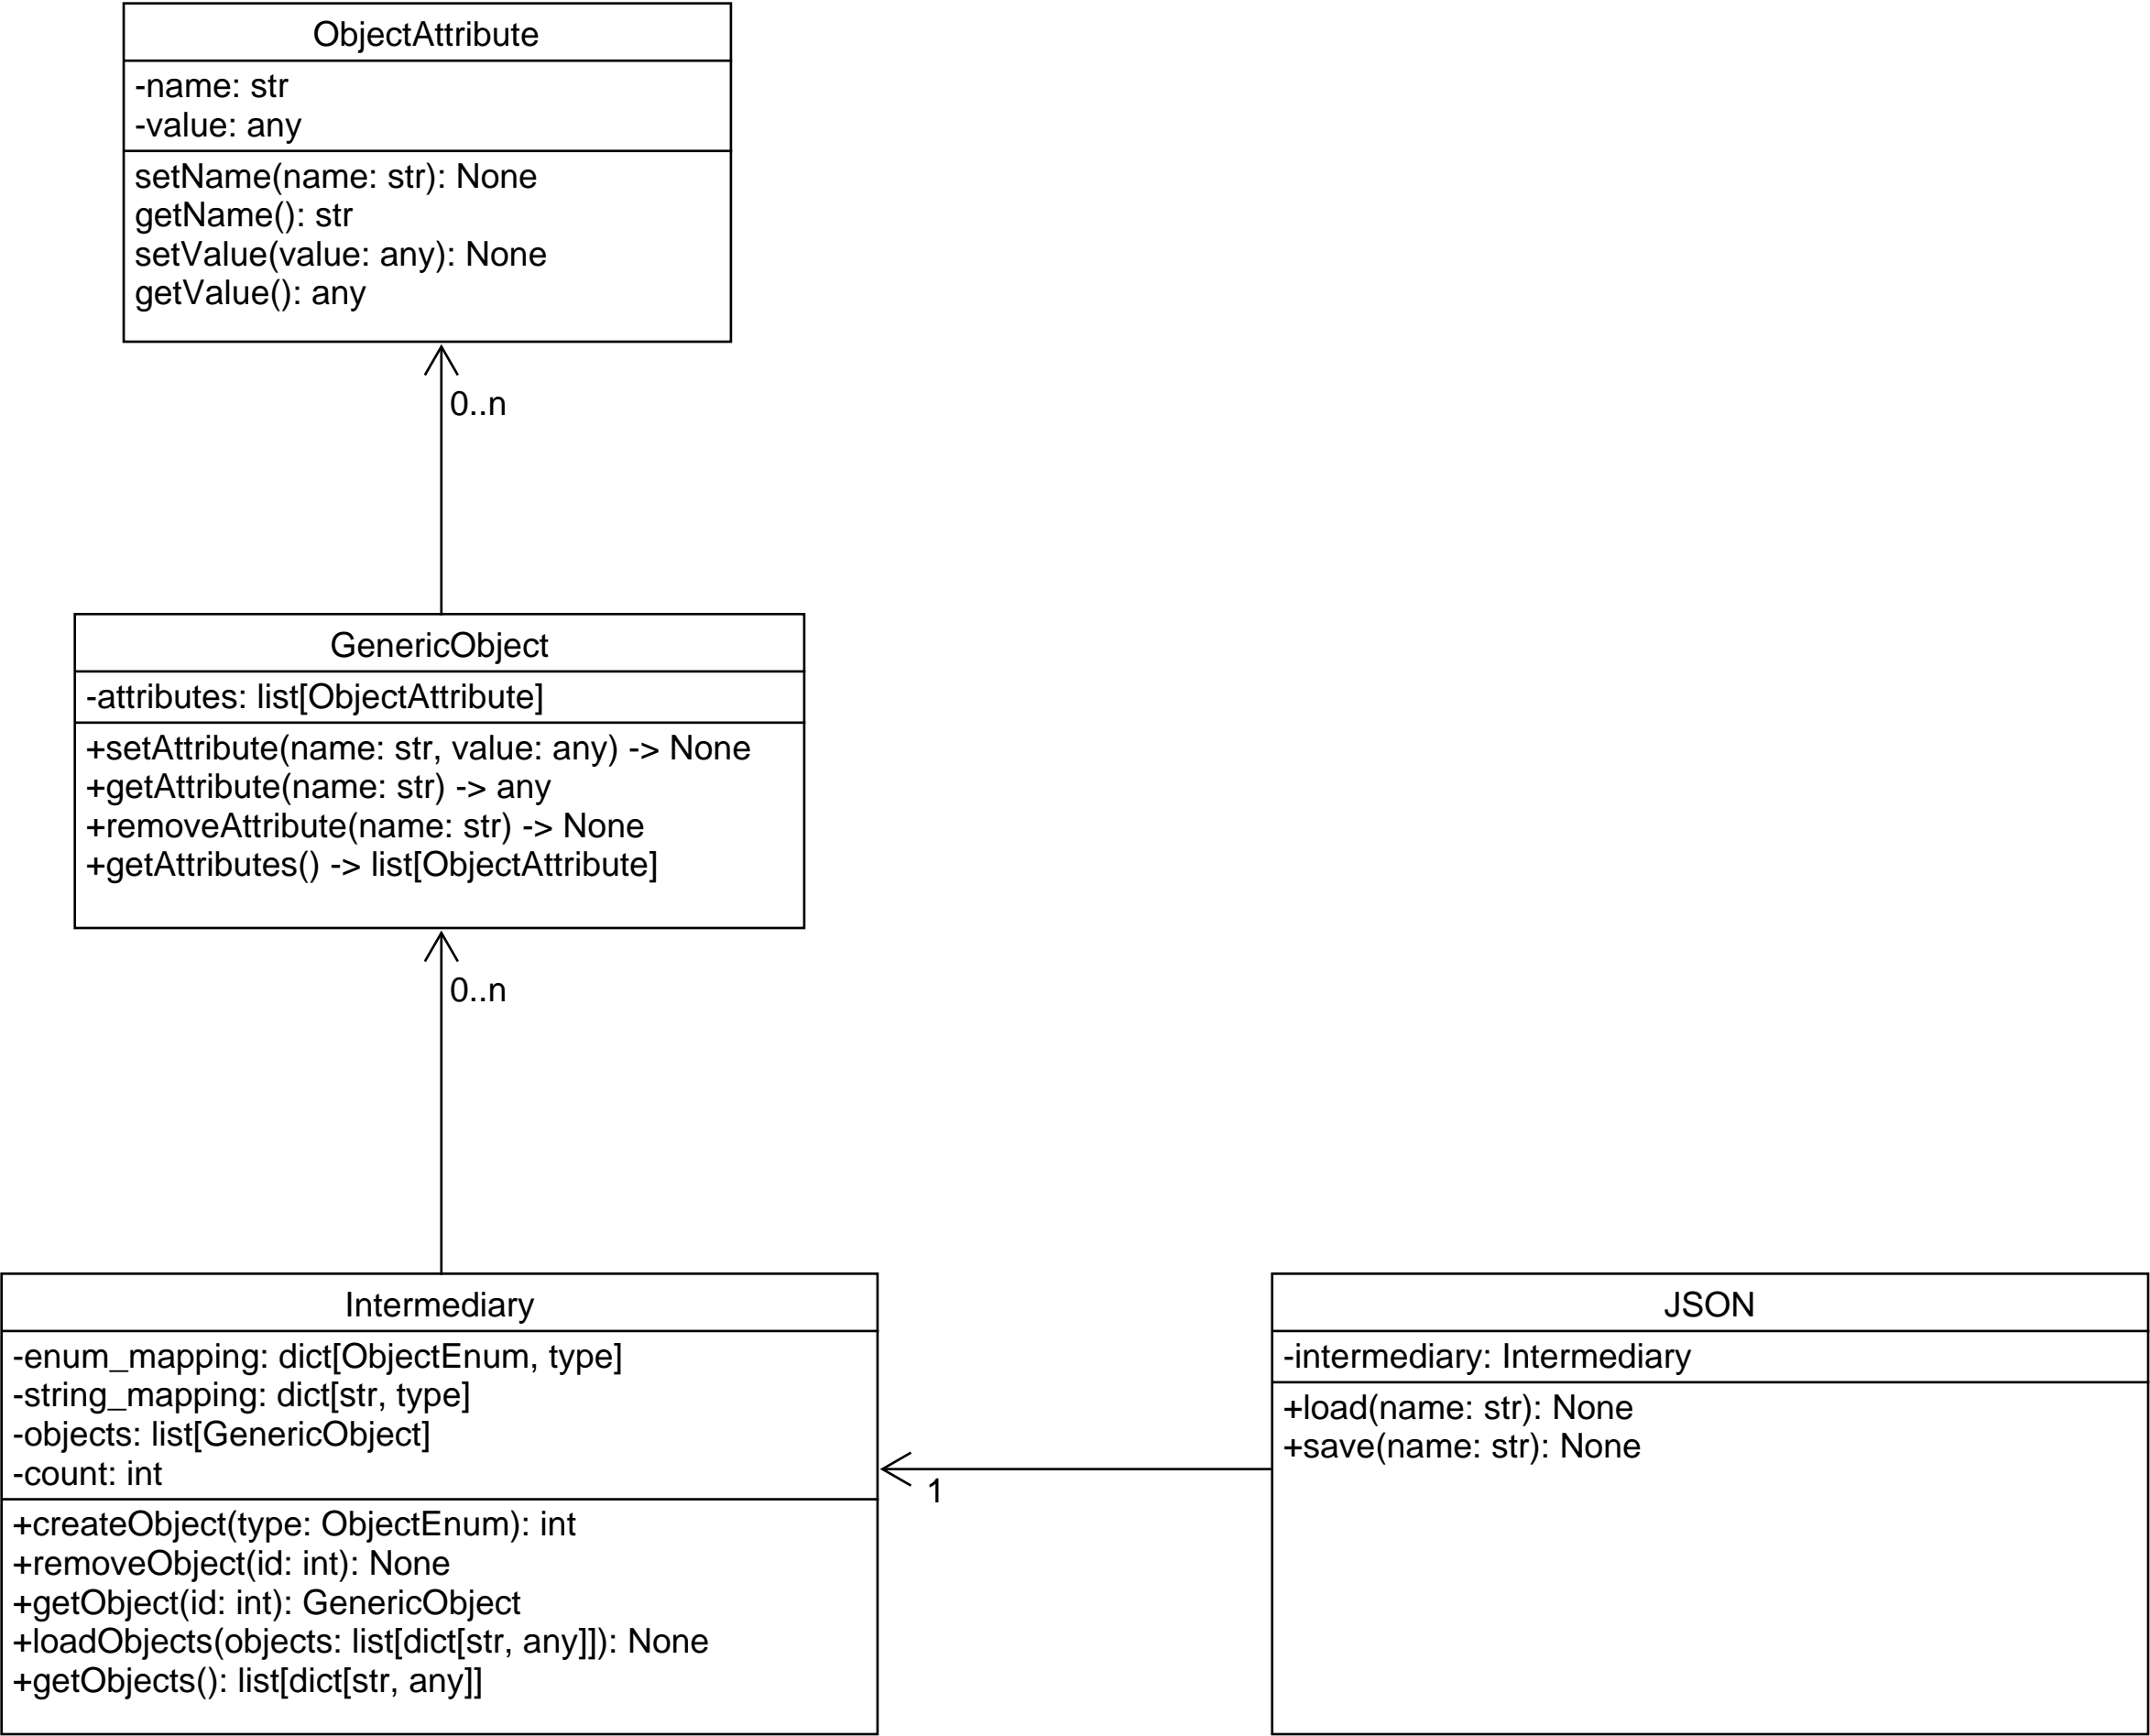 ObjectAttribute
-name: str
-value: any
setName(name: str): None
getName(): str
setValue(value: any): None
getValue(): any
0..n
GenericObject
-attributes: list[ObjectAttribute]
+setAttribute(name: str, value: any) -> None
+getAttribute(name: str) -> any
+removeAttribute(name: str) -> None
+getAttributes() -> list[ObjectAttribute]
0..n
Intermediary
-enum_mapping: dict[ObjectEnum, type]
-string_mapping: dict[str, type]
-objects: list[GenericObject]
-count: int
+createObject(type: ObjectEnum): int
+removeObject(id: int): None
+getObject(id: int): GenericObject
+loadObjects(objects: list[dict[str, any]]): None
+getObjects(): list[dict[str, any]]
1
JSON
-intermediary: Intermediary
+load(name: str): None
+save(name: str): None